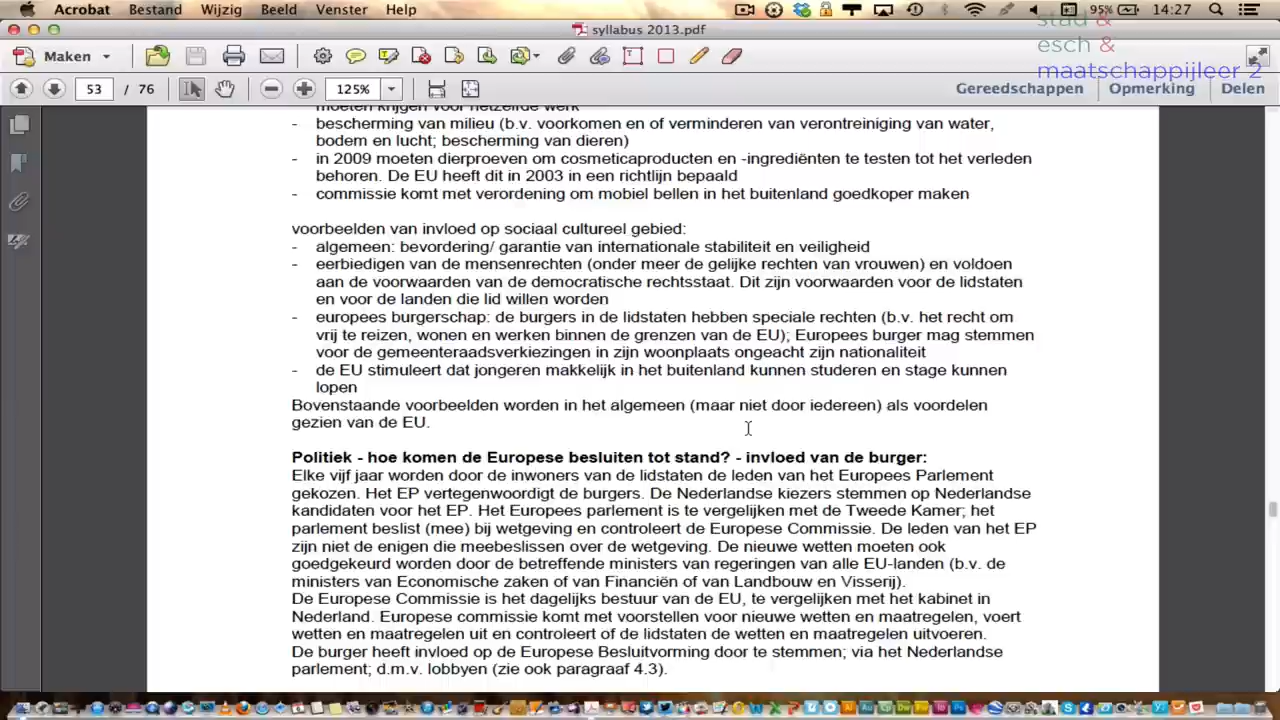 Acrobat Bestand Wijzig Beeld Venster Help 95% 14:27
syllabus 2013.pdf
stad &
esch &
maatschappijleer 2
Maken
53 / 76 125% Gereedschappen Opmerking Delen
moeten krijgen voor hetzelfde werk
- bescherming van milieu (b.v. voorkomen en of verminderen van verontreiniging van water,
bodem en lucht; bescherming van dieren)
- in 2009 moeten dierproeven om cosmeticaproducten en -ingrediënten te testen tot het verleden
behoren. De EU heeft dit in 2003 in een richtlijn bepaald
- commissie komt met verordening om mobiel bellen in het buitenland goedkoper maken
voorbeelden van invloed op sociaal cultureel gebied:
- algemeen: bevordering/ garantie van internationale stabiliteit en veiligheid
- eerbiedigen van de mensenrechten (onder meer de gelijke rechten van vrouwen) en voldoen
aan de voorwaarden van de democratische rechtsstaat. Dit zijn voorwaarden voor de lidstaten
en voor de landen die lid willen worden
- europees burgerschap: de burgers in de lidstaten hebben speciale rechten (b.v. het recht om
vrij te reizen, wonen en werken binnen de grenzen van de EU); Europees burger mag stemmen
voor de gemeenteraadsverkiezingen in zijn woonplaats ongeacht zijn nationaliteit
- de EU stimuleert dat jongeren makkelijk in het buitenland kunnen studeren en stage kunnen
lopen
Bovenstaande voorbeelden worden in het algemeen (maar niet door iedereen) als voordelen
gezien van de EU.
Politiek - hoe komen de Europese besluiten tot stand? - invloed van de burger:
Elke vijf jaar worden door de inwoners van de lidstaten de leden van het Europees Parlement
gekozen. Het EP vertegenwoordigt de burgers. De Nederlandse kiezers stemmen op Nederlandse
kandidaten voor het EP. Het Europees parlement is te vergelijken met de Tweede Kamer; het
parlement beslist (mee) bij wetgeving en controleert de Europese Commissie. De leden van het EP
zijn niet de enigen die meebeslissen over de wetgeving. De nieuwe wetten moeten ook
goedgekeurd worden door de betreffende ministers van regeringen van alle EU-landen (b.v. de
ministers van Economische zaken of van Financiën of van Landbouw en Visserij).
De Europese Commissie is het dagelijks bestuur van de EU, te vergelijken met het kabinet in
Nederland. Europese commissie komt met voorstellen voor nieuwe wetten en maatregelen, voert
wetten en maatregelen uit en controleert of de lidstaten de wetten en maatregelen uitvoeren.
De burger heeft invloed op de Europese Besluitvorming door te stemmen; via het Nederlandse
parlement; d.m.v. lobbyen (zie ook paragraaf 4.3).